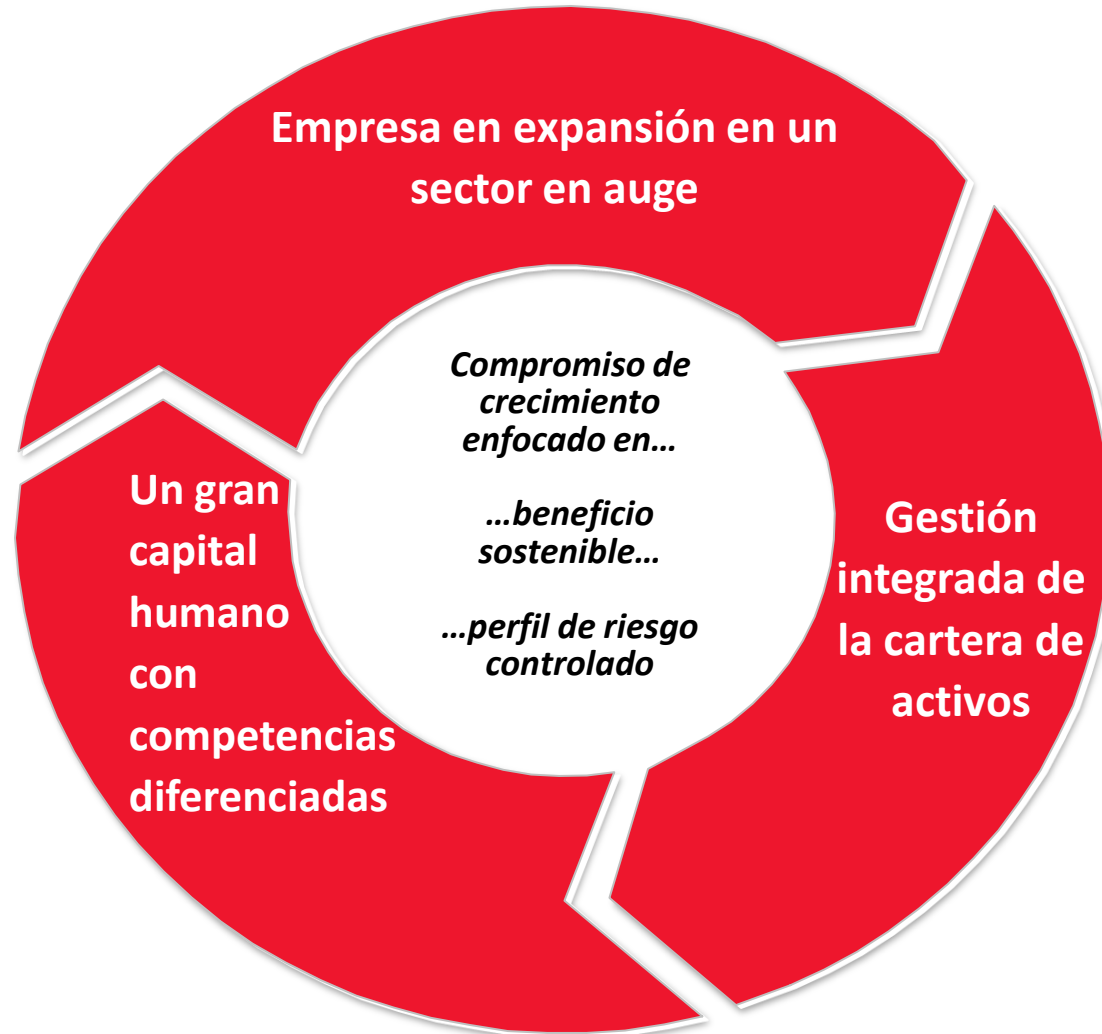 Empresa en expansión en un
sector en auge
Compromiso de
crecimiento
enfocado en…
…beneficio
sostenible…
…perfil de riesgo
controlado
Un gran
capital
humano
con
competencias
diferenciadas
Gestión
integrada de
la cartera de
activos